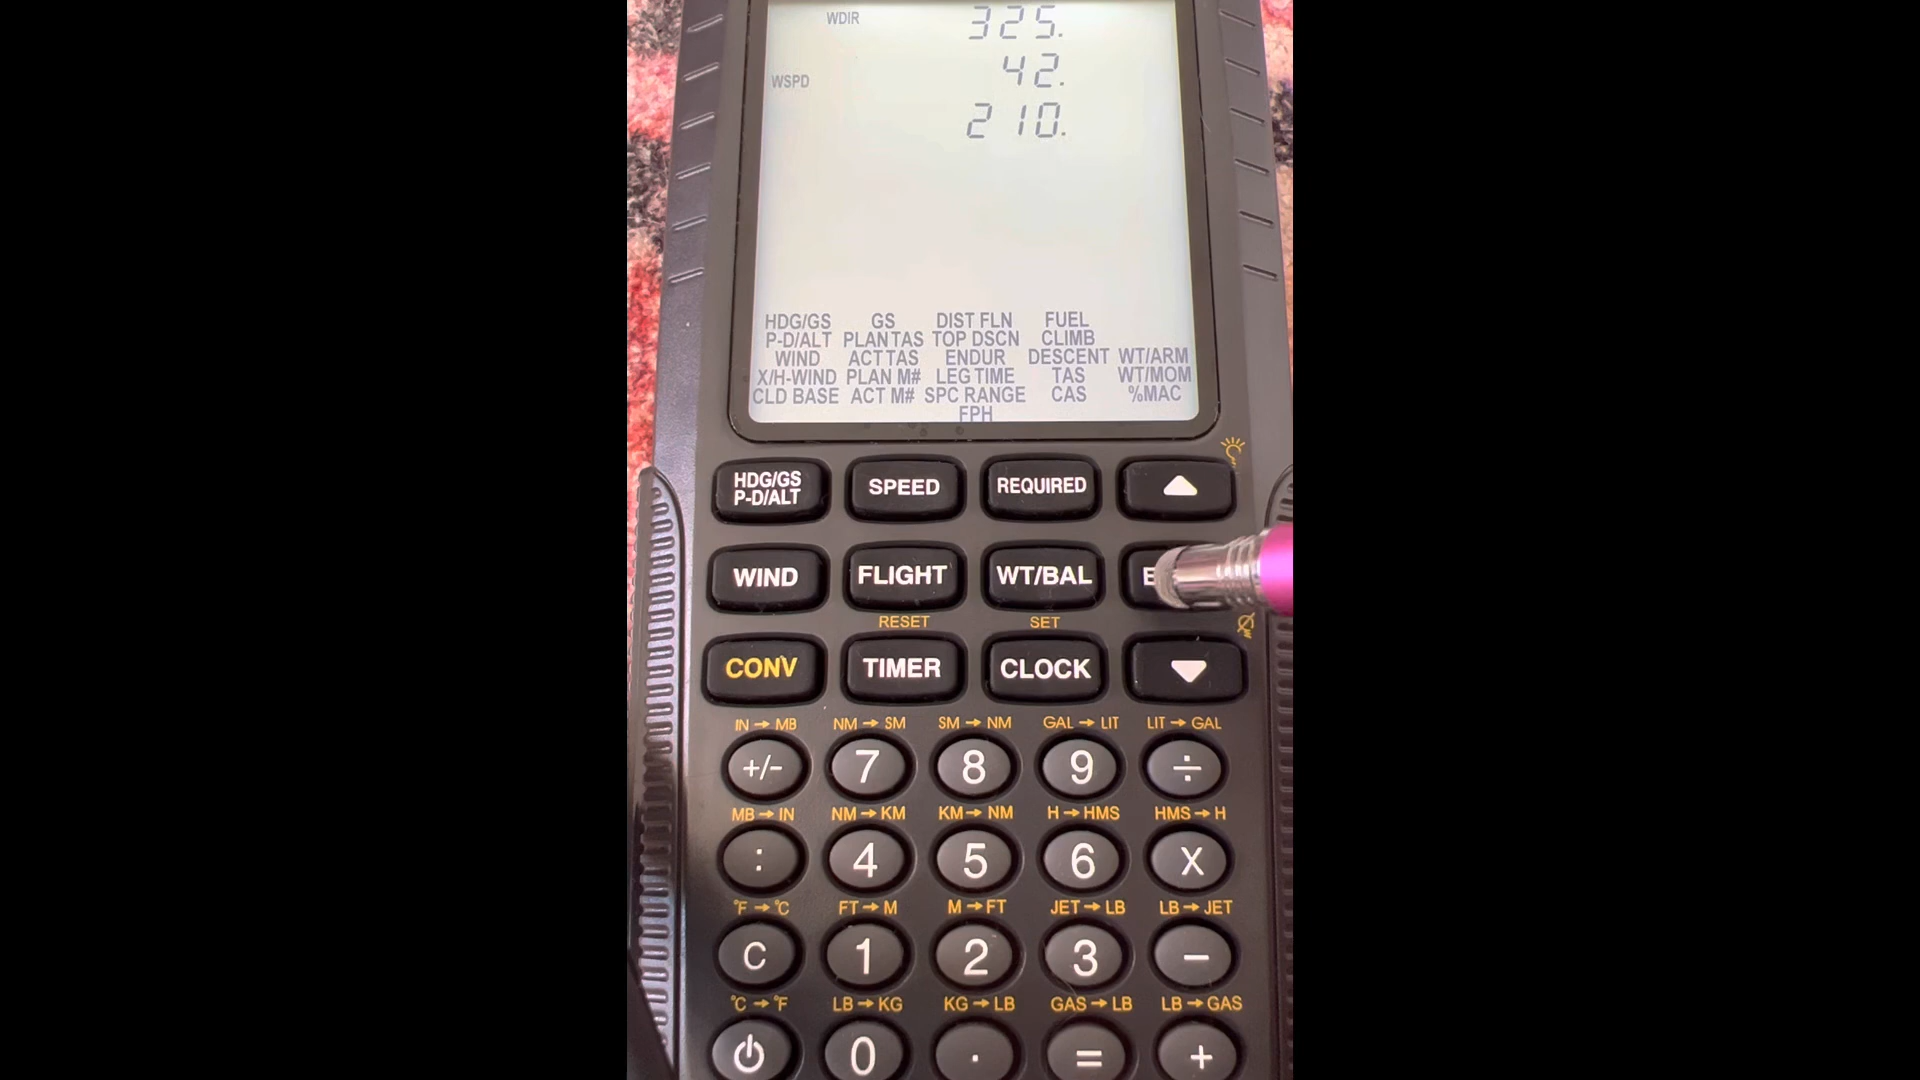 WDIR 325.
42.
WSPD
210.
HDG/GS GS DIST FLN FUEL
P-D/ALT PLANTAS TOP DSCN CLIMB
WIND ACTTAS ENDUR DESCENT WT/ARM
X/H-WIND PLAN M# LEG TIME TAS WT/MOM
CLD BASE ACT M# SPC RANGE CAS %MAC
FPH
HDG/GS SPEED REQUIRED
P-D/ALT
WIND FLIGHT WT/BAL
RESET SET
CONV TIMER CLOCK
IN→MB NM→SM SM→NM GAL→LIT LIT→GAL
+/- 7 8 9 ÷
MB→IN NM→KM KM→NM H→HMS HMS→H
: 4 5 6 X
°F→°C FT→M M→FT JET→LB LB→JET
C 1 2 3 −
°C→°F LB→KG KG→LB GAS→LB LB→GAS
0 . = +